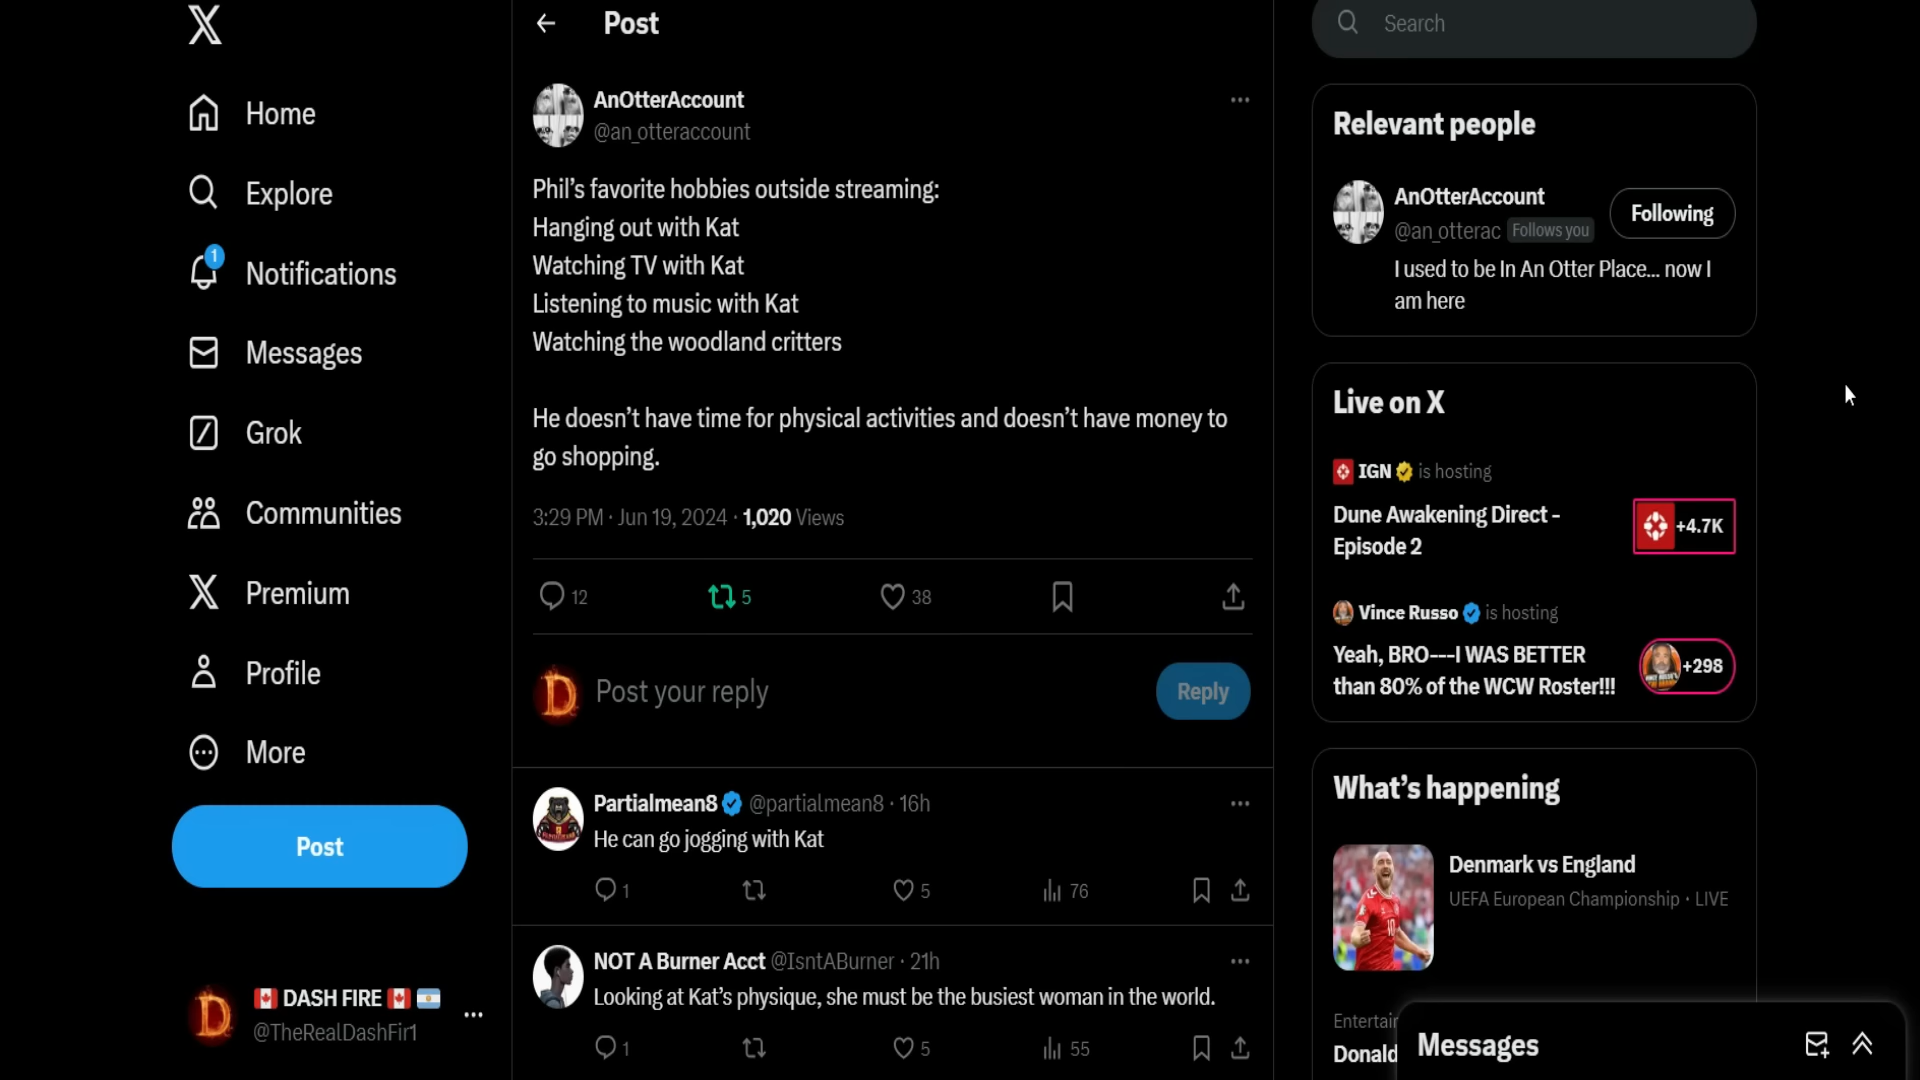 Home
Explore
1
Notifications
Messages
Grok
Communities
Premium
Profile
More
Post
DASH FIRE
@TheRealDashFir1
Post
AnOtterAccount
@an_otteraccount
Phil's favorite hobbies outside streaming:
Hanging out with Kat
Watching TV with Kat
Listening to music with Kat
Watching the woodland critters
He doesn't have time for physical activities and doesn't have money to
go shopping.
3:29 PM · Jun 19, 2024 · 1,020 Views
12 5 38
Post your reply
Reply
Partialmean8 @partialmean8 · 16h
He can go jogging with Kat
1 5 76
NOT A Burner Acct @IsntABurner · 21h
Looking at Kat's physique, she must be the busiest woman in the world.
1 5 55
Search
Relevant people
AnOtterAccount
@an_otterac Follows you
Following
I used to be In An Otter Place... now I
am here
Live on X
IGN is hosting
Dune Awakening Direct -
Episode 2
+4.7K
Vince Russo is hosting
Yeah, BRO---I WAS BETTER
than 80% of the WCW Roster!!!
+298
What's happening
Denmark vs England
UEFA European Championship · LIVE
Entertai
Donald
Messages